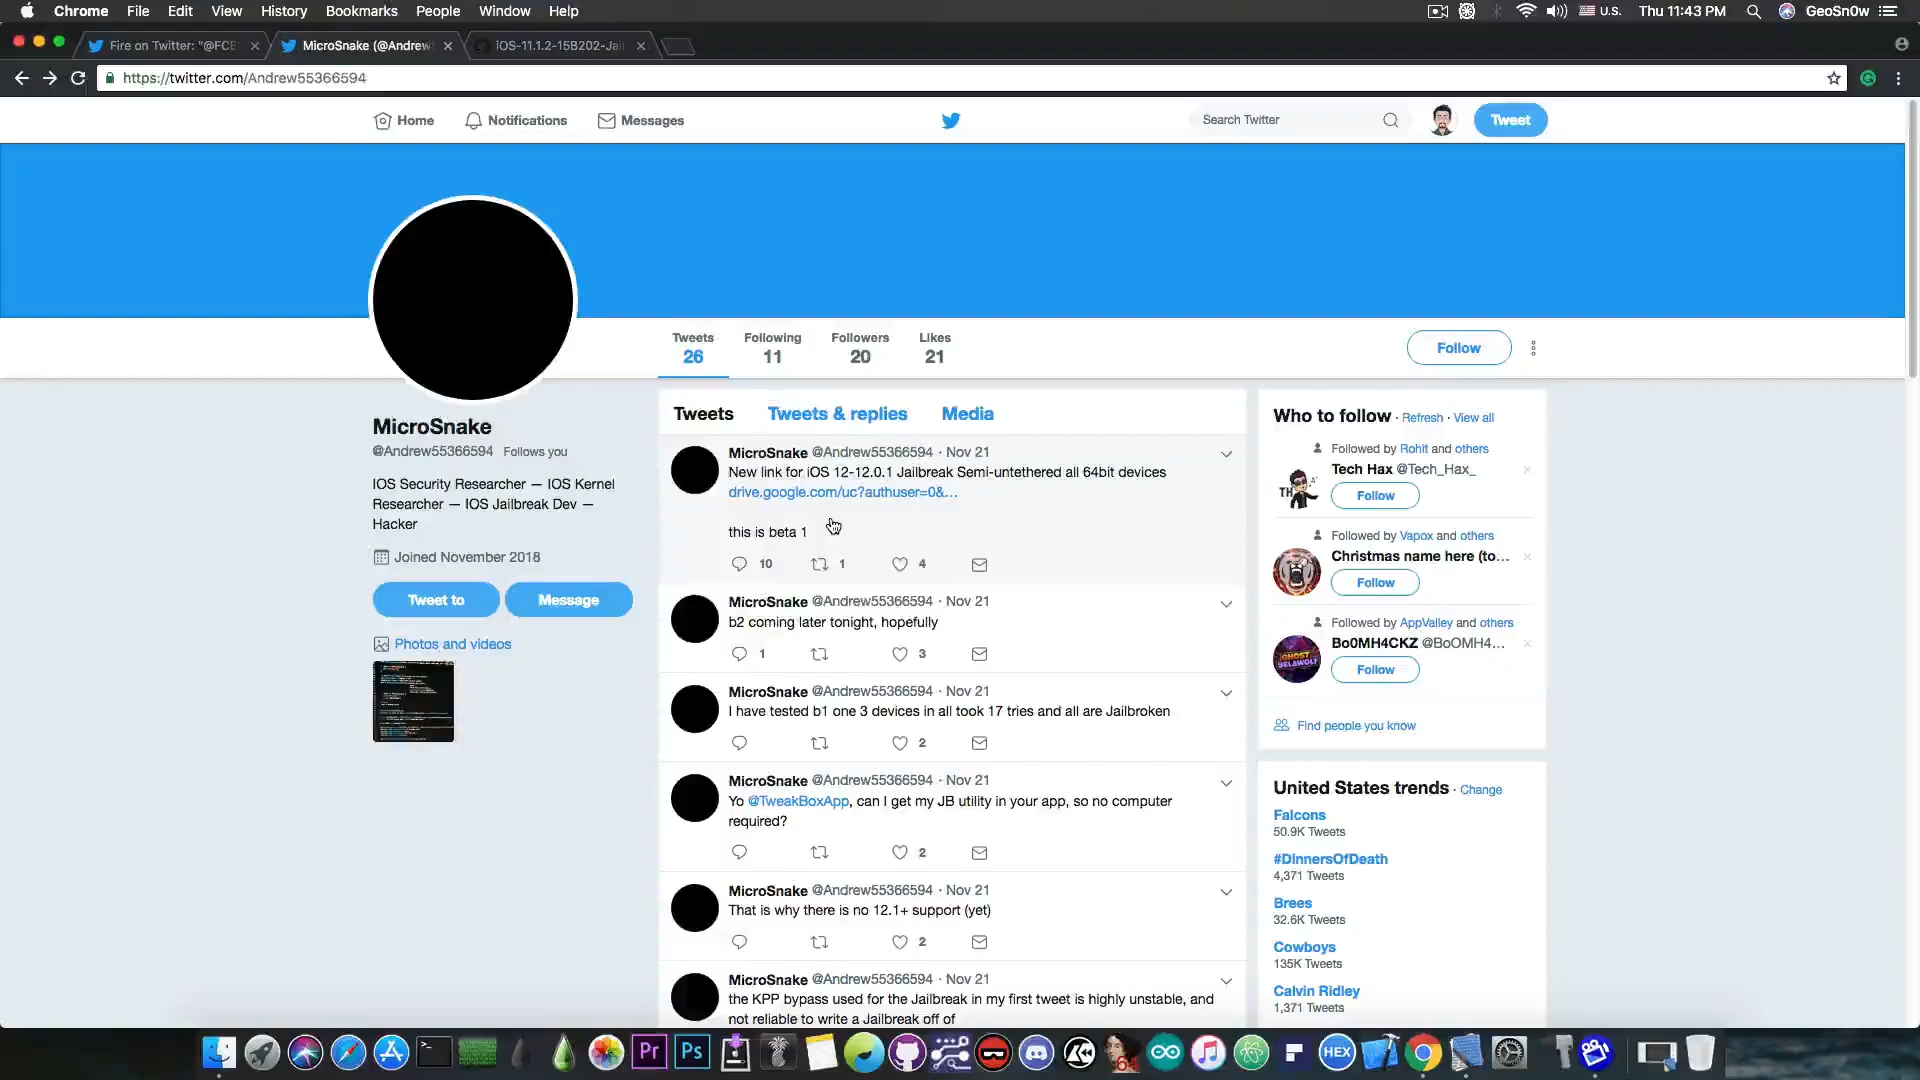 Chrome File Edit View History Bookmarks People Window Help
U.S. Thu 11:43 PM GeoSn0w
Fire on Twitter: "@FCE
MicroSnake (@Andrew
iOS-11.1.2-15B202-Jail
https://twitter.com/Andrew55366594
Home Notifications Messages
Search Twitter
Tweet
Tweets Following Followers Likes
26 11 20 21
Follow
MicroSnake
@Andrew55366594 Follows you
IOS Security Researcher — IOS Kernel
Researcher — IOS Jailbreak Dev —
Hacker
Joined November 2018
Tweet to Message
Photos and videos
Tweets Tweets & replies Media
MicroSnake @Andrew55366594 · Nov 21
New link for iOS 12-12.0.1 Jailbreak Semi-untethered all 64bit devices
drive.google.com/uc?authuser=0&…
this is beta 1
10 1 4
MicroSnake @Andrew55366594 · Nov 21
b2 coming later tonight, hopefully
1 3
MicroSnake @Andrew55366594 · Nov 21
I have tested b1 one 3 devices in all took 17 tries and all are Jailbroken
2
MicroSnake @Andrew55366594 · Nov 21
Yo @TweakBoxApp, can I get my JB utility in your app, so no computer
required?
2
MicroSnake @Andrew55366594 · Nov 21
That is why there is no 12.1+ support (yet)
2
MicroSnake @Andrew55366594 · Nov 21
the KPP bypass used for the Jailbreak in my first tweet is highly unstable, and
not reliable to write a Jailbreak off of
Who to follow · Refresh · View all
Followed by Rohit and others
Tech Hax @Tech_Hax_
Follow
Followed by Vapox and others
Christmas name here (to...
Follow
Followed by AppValley and others
Bo0MH4CKZ @BoOMH4...
Follow
Find people you know
United States trends · Change
Falcons
50.9K Tweets
#DinnersOfDeath
4,371 Tweets
Brees
32.6K Tweets
Cowboys
135K Tweets
Calvin Ridley
1,371 Tweets
Pr Ps 64 HEX